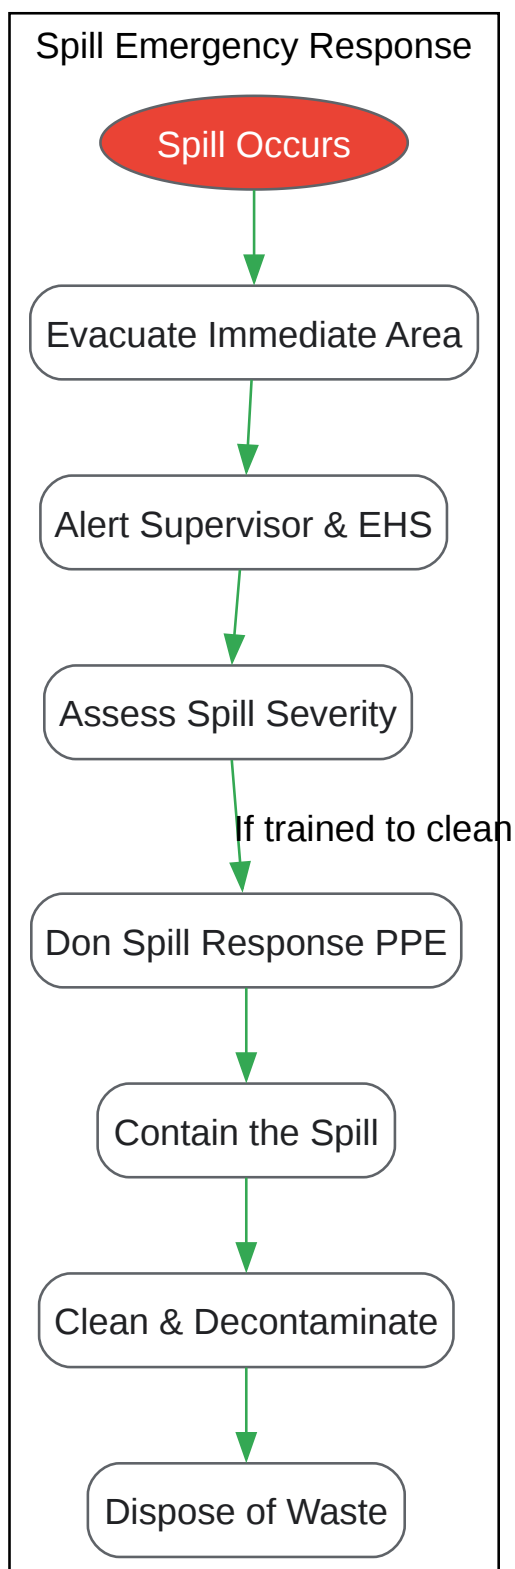 Spill Emergency Response
Spill Occurs
Evacuate Immediate Area
Alert Supervisor & EHS
Assess Spill Severity
If trained to clean
Don Spill Response PPE
Contain the Spill
Clean & Decontaminate
Dispose of Waste